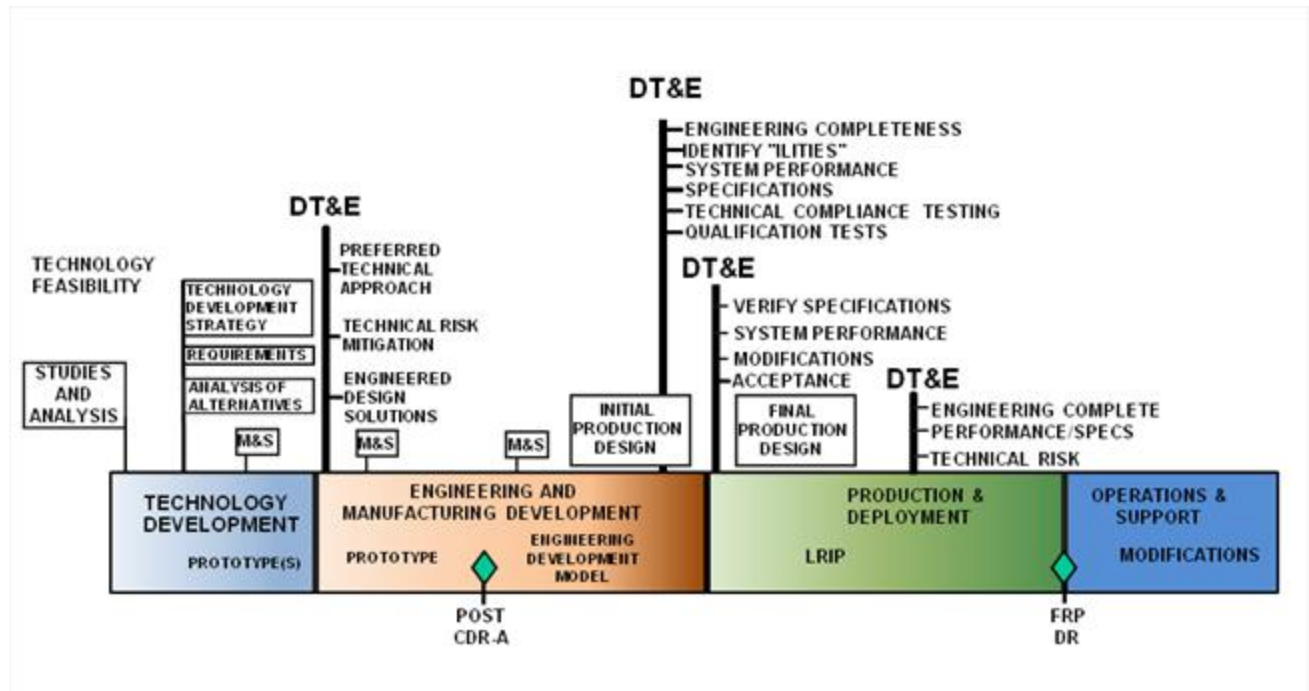 DT&E
ENGINEERING COMPLETENESS
IDENTIFY "ILITIES"
SYSTEM PERFORMANCE
SPECIFICATIONS
TECHNICAL COMPLIANCE TESTING
QUALIFICATION TESTS
DT&E
PREFERRED
TECHNICAL
APPROACH
TECHNICAL RISK
MITIGATION
ENGINEERED
DESIGN
SOLUTIONS
TECHNOLOGY
FEASIBILITY
TECHNOLOGY
DEVELOPMENT
STRATEGY
REQUIREMENTS
ANALYSIS OF
ALTERNATIVES
STUDIES
AND
ANALYSIS
M&S
M&S
M&S
INITIAL
PRODUCTION
DESIGN
DT&E
VERIFY SPECIFICATIONS
SYSTEM PERFORMANCE
MODIFICATIONS
ACCEPTANCE
FINAL
PRODUCTION
DESIGN
DT&E
ENGINEERING COMPLETE
PERFORMANCE/SPECS
TECHNICAL RISK
TECHNOLOGY
DEVELOPMENT
PROTOTYPE(S)
ENGINEERING AND
MANUFACTURING DEVELOPMENT
PROTOTYPE
ENGINEERING
DEVELOPMENT
MODEL
PRODUCTION &
DEPLOYMENT
LRIP
OPERATIONS &
SUPPORT
MODIFICATIONS
POST
CDR-A
FRP
DR